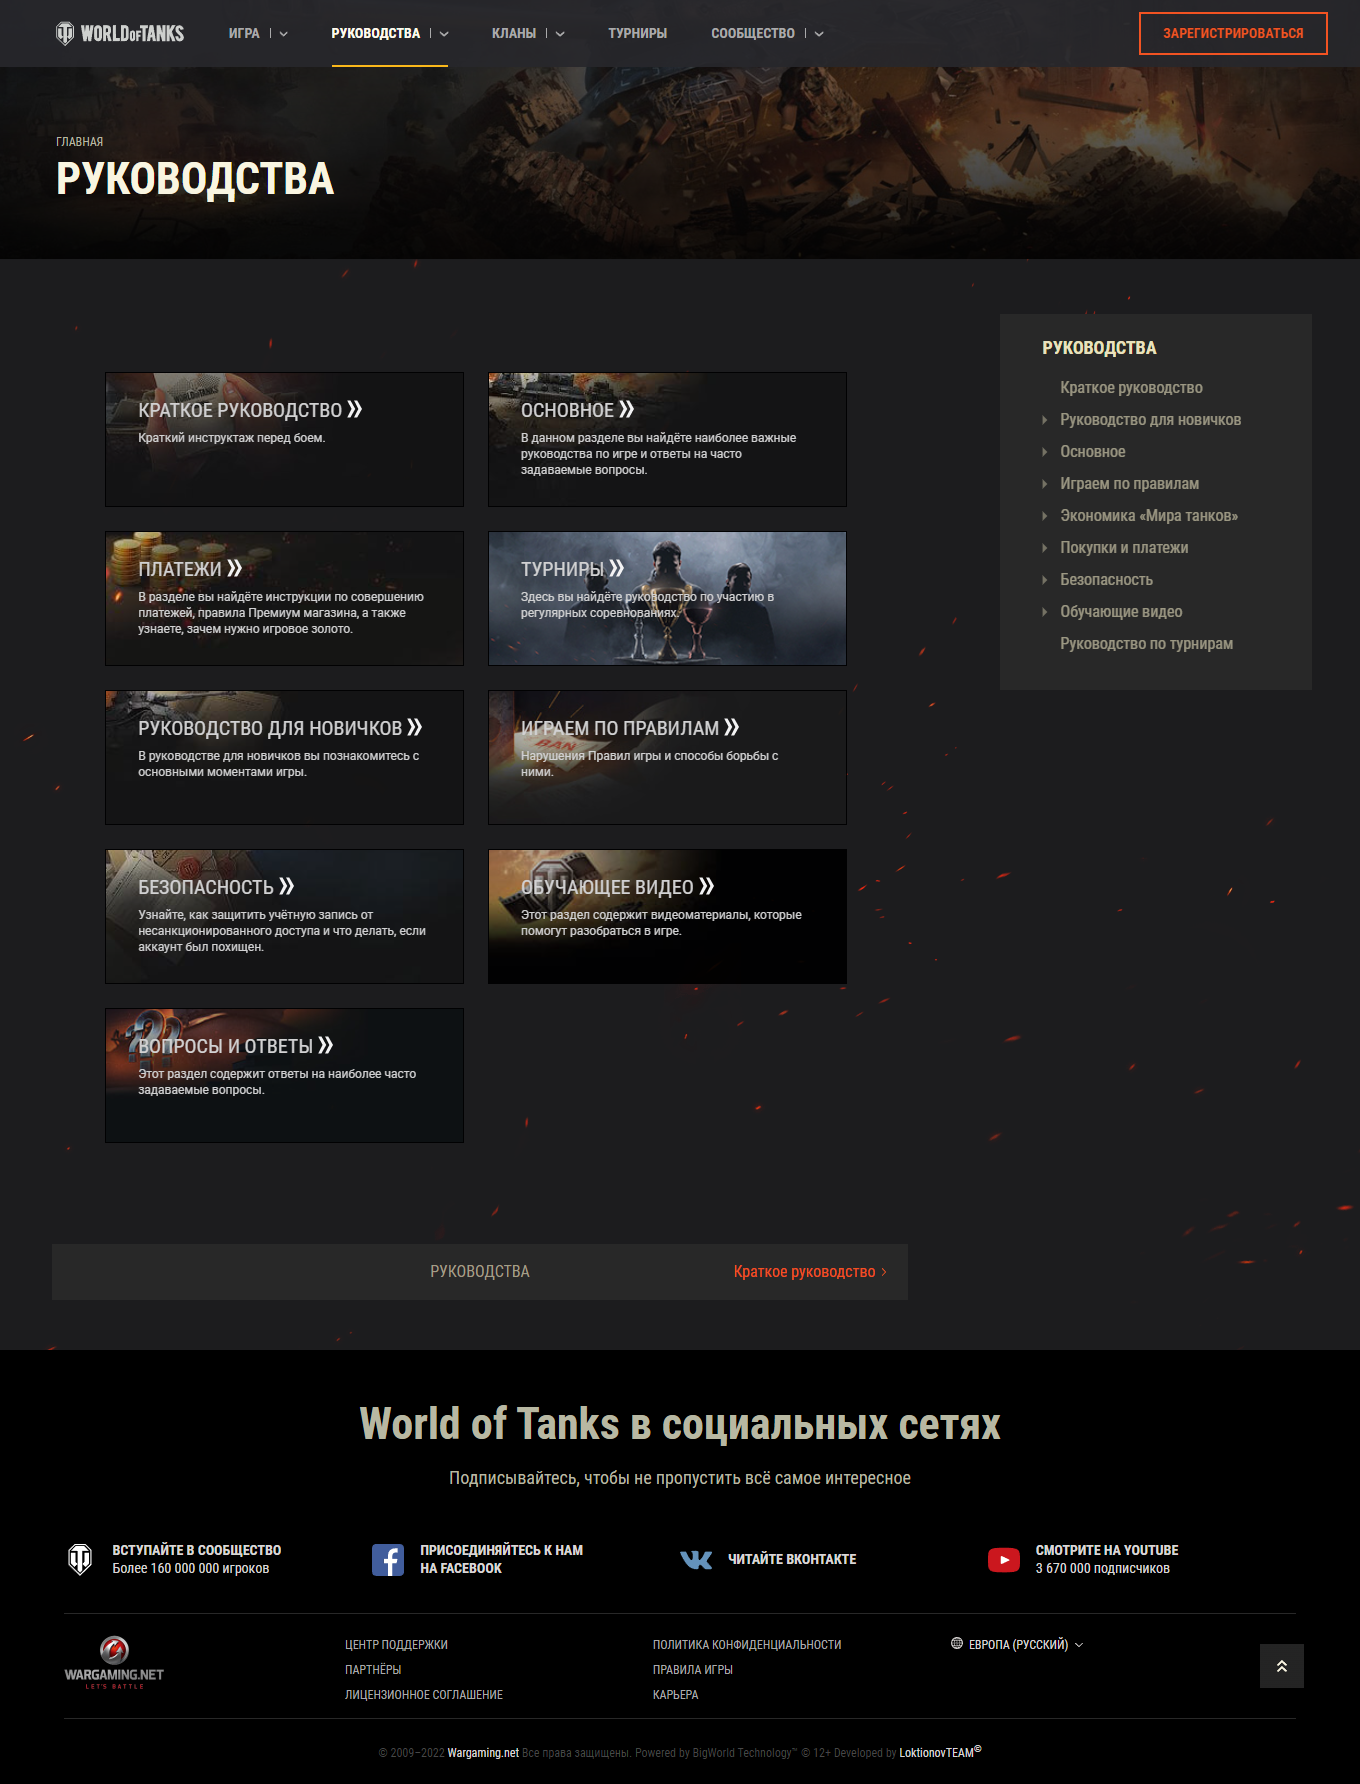 WORLD OF TANKS
ИГРА
РУКОВОДСТВА
КЛАНЫ
ТУРНИРЫ
СООБЩЕСТВО
ЗАРЕГИСТРИРОВАТЬСЯ
ГЛАВНАЯ
РУКОВОДСТВА
КРАТКОЕ РУКОВОДСТВО
Краткий инструктаж перед боем.
ОСНОВНОЕ
В данном разделе вы найдёте наиболее важные
руководства по игре и ответы на часто
задаваемые вопросы.
ПЛАТЕЖИ
В разделе вы найдёте инструкции по совершению
платежей, правила Премиум магазина, а также
узнаете, зачем нужно игровое золото.
ТУРНИРЫ
Здесь вы найдёте руководство по участию в
регулярных соревнованиях.
РУКОВОДСТВО ДЛЯ НОВИЧКОВ
В руководстве для новичков вы познакомитесь с
основными моментами игры.
ИГРАЕМ ПО ПРАВИЛАМ
BAN
Нарушения Правил игры и способы борьбы с
ними.
БЕЗОПАСНОСТЬ
Узнайте, как защитить учётную запись от
несанкционированного доступа и что делать, если
аккаунт был похищен.
ОБУЧАЮЩЕЕ ВИДЕО
Этот раздел содержит видеоматериалы, которые
помогут разобраться в игре.
ВОПРОСЫ И ОТВЕТЫ
Этот раздел содержит ответы на наиболее часто
задаваемые вопросы.
РУКОВОДСТВА
Краткое руководство
Руководство для новичков
Основное
Играем по правилам
Экономика «Мира танков»
Покупки и платежи
Безопасность
Обучающие видео
Руководство по турнирам
РУКОВОДСТВА
Краткое руководство
World of Tanks в социальных сетях
Подписывайтесь, чтобы не пропустить всё самое интересное
ВСТУПАЙТЕ В СООБЩЕСТВО
Более 160 000 000 игроков
ПРИСОЕДИНЯЙТЕСЬ К НАМ
НА FACEBOOK
ЧИТАЙТЕ ВКОНТАКТЕ
СМОТРИТЕ НА YOUTUBE
3 670 000 подписчиков
WARGAMING.NET
LET'S BATTLE
ЦЕНТР ПОДДЕРЖКИ
ПАРТНЁРЫ
ЛИЦЕНЗИОННОЕ СОГЛАШЕНИЕ
ПОЛИТИКА КОНФИДЕНЦИАЛЬНОСТИ
ПРАВИЛА ИГРЫ
КАРЬЕРА
ЕВРОПА (РУССКИЙ)
© 2009–2022 Wargaming.net Все права защищены. Powered by BigWorld Technology™ © 12+ Developed by LoktionovTEAM©